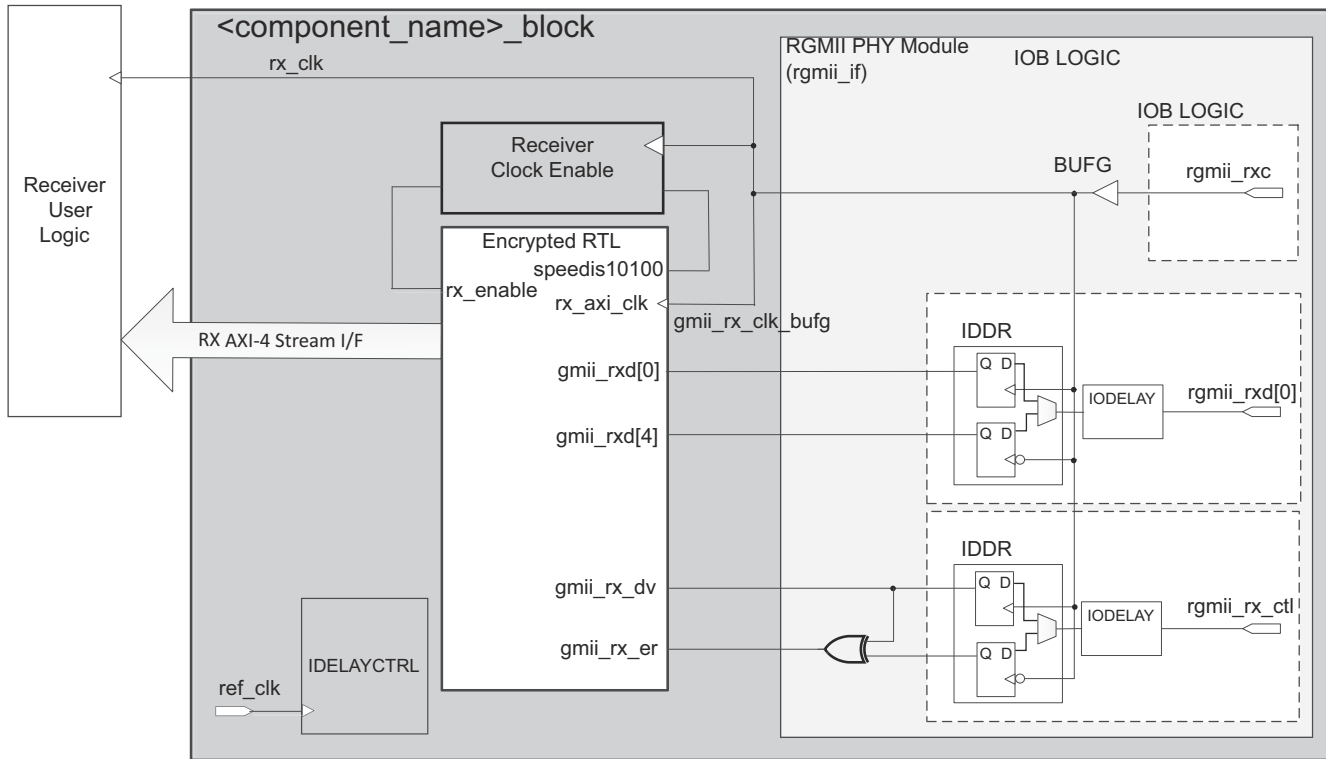 <component_name>_block
rx_clk
RGMII PHY Module
(rgmii_if)
IOB LOGIC
IOB LOGIC
Receiver
Clock Enable
BUFG
rgmii_rxc
Receiver
User
Logic
Encrypted RTL
speedis10100
rx_enable
rx_axi_clk
gmii_rx_clk_bufg
RX AXI-4 Stream I/F
IDDR
gmii_rxd[0]
Q D
IODELAY
rgmii_rxd[0]
gmii_rxd[4]
Q D
IDDR
gmii_rx_dv
Q D
IODELAY
rgmii_rx_ctl
gmii_rx_er
Q D
IDELAYCTRL
ref_clk